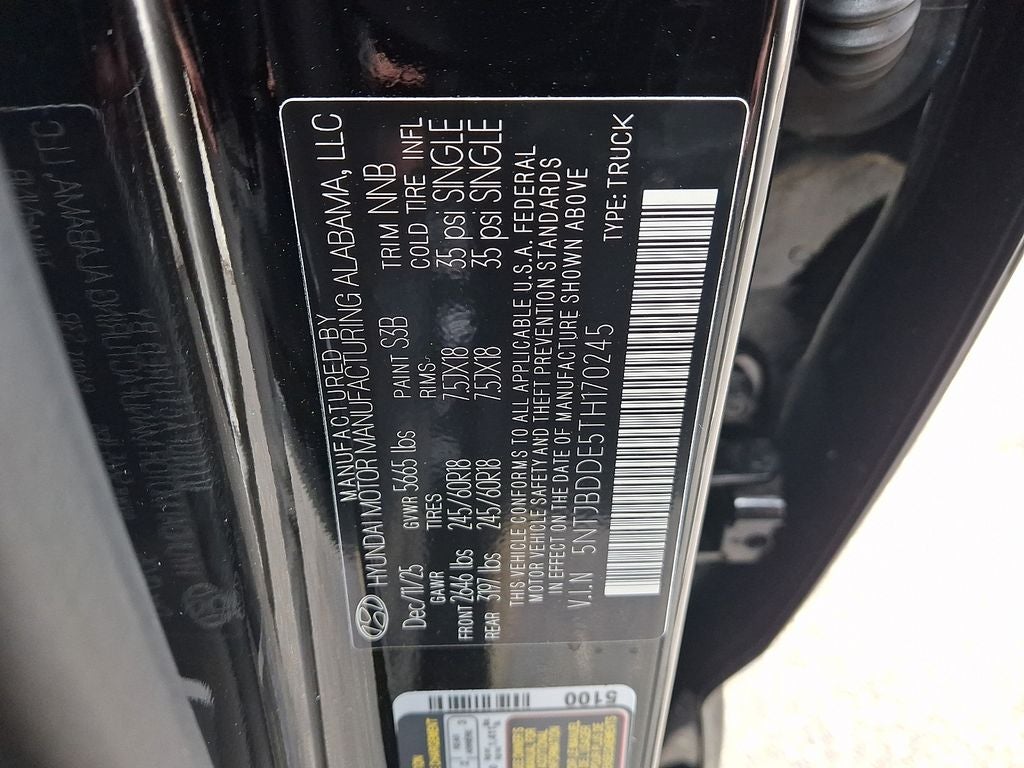 MANUFACTURED BY
HYUNDAI MOTOR MANUFACTURING ALABAMA, LLC
Dec/11/25 GVWR 5665 lbs PAINT S3B TRIM NNB
GAWR TIRES RIMS COLD TIRE INFL
FRONT 2646 lbs 245/60R18 7.5JX18 35 psi SINGLE
REAR 3197 lbs 245/60R18 7.5JX18 35 psi SINGLE
THIS VEHICLE CONFORMS TO ALL APPLICABLE U.S.A. FEDERAL
MOTOR VEHICLE SAFETY AND THEFT PREVENTION STANDARDS
IN EFFECT ON THE DATE OF MANUFACTURE SHOWN ABOVE
V.I.N 5NTJBDDE5TH170245 TYPE:TRUCK
5100